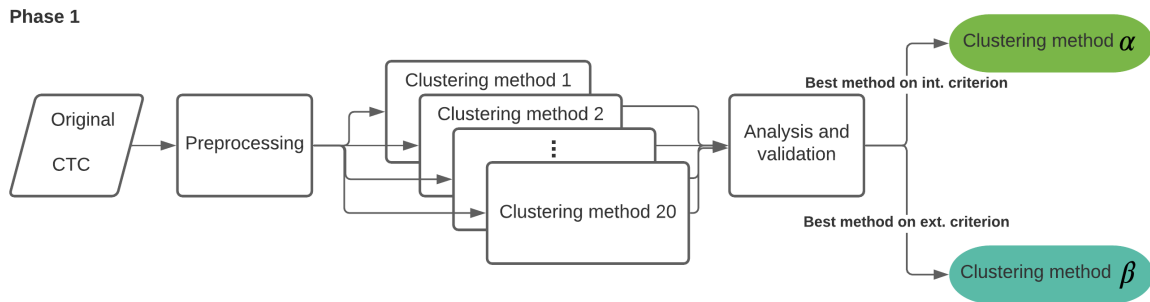 Phase 1
Original
CTC
Preprocessing
Clustering method 1
Clustering method 2
⋮
Clustering method 20
Analysis and
validation
Best method on int. criterion
Clustering method α
Best method on ext. criterion
Clustering method β